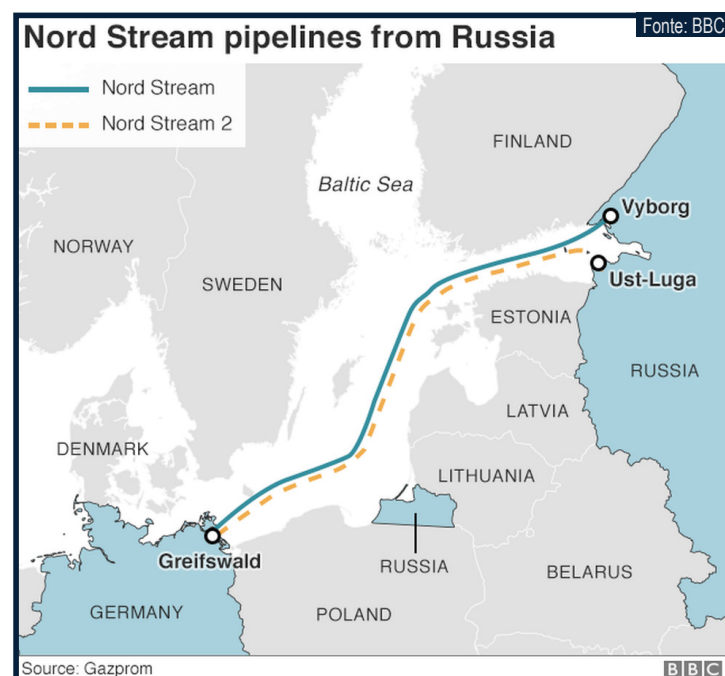 Fonte: BBC
Nord Stream pipelines from Russia
Nord Stream
Nord Stream 2
FINLAND
Baltic Sea
Vyborg
NORWAY
SWEDEN
Ust-Luga
ESTONIA
RUSSIA
LATVIA
DENMARK
LITHUANIA
Greifswald
RUSSIA
BELARUS
GERMANY
POLAND
Source: Gazprom
BBC